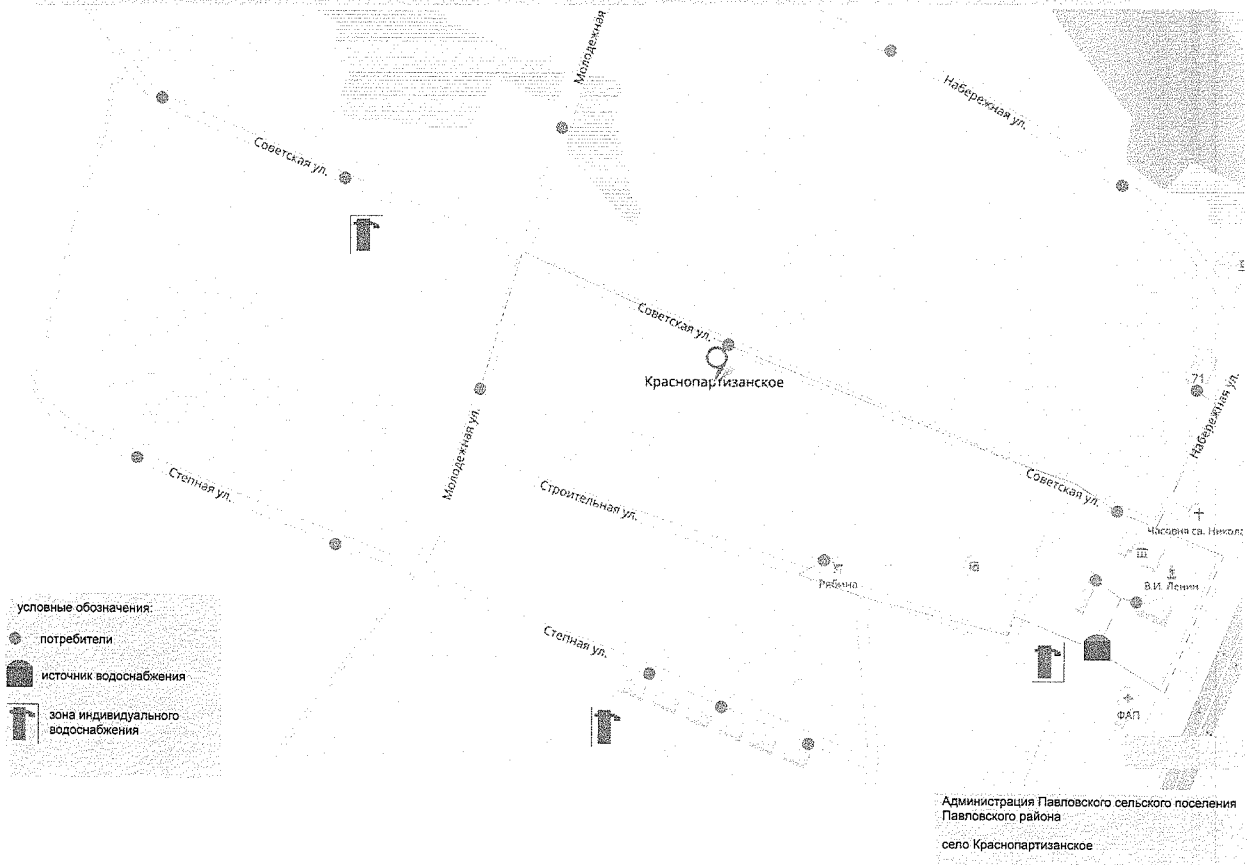 Молодежная
Набережная ул.
Советская ул.
Советская ул.
Краснопартизанское
71
Набережная ул.
Молодежная ул.
Степная ул.
Строительная ул.
Советская ул.
Часовня св. Никола
Рябина
В.И. Ленин
условные обозначения:
потребители
источник водоснабжения
зона индивидуального
водоснабжения
Степная ул.
ФАП
Администрация Павловского сельского поселения
Павловского района
село Краснопартизанское